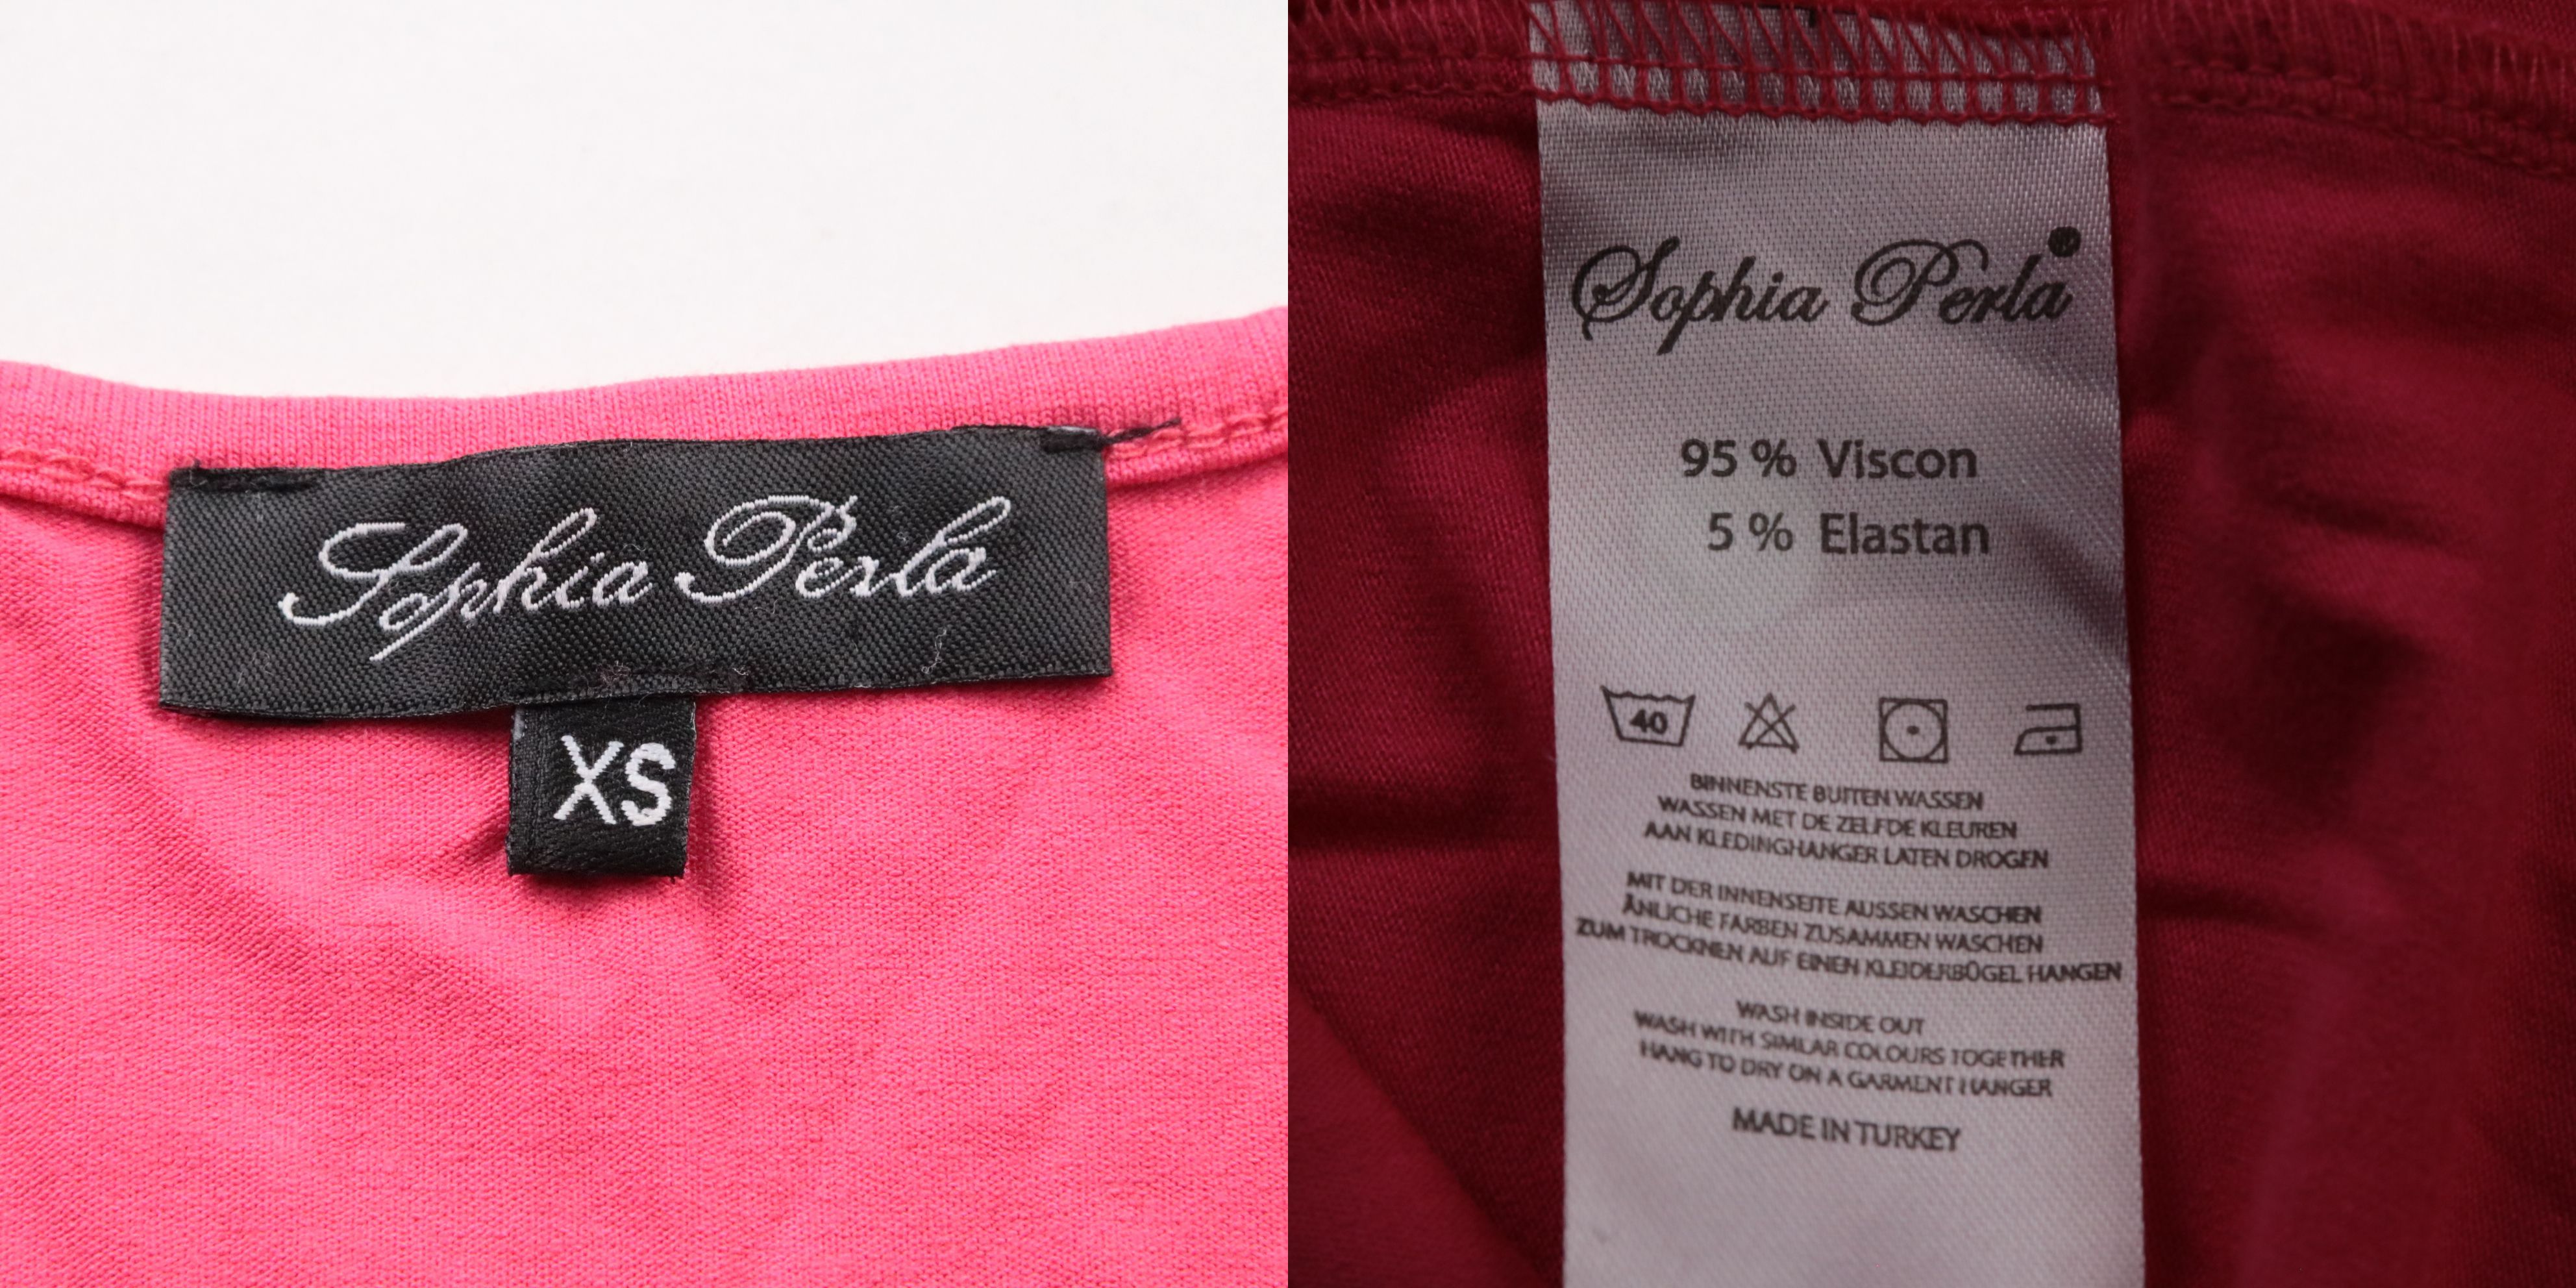 Sophia Perla
XS
Sophia Perla®
95 % Viscon
5 % Elastan
40
BINNENSTE BUITEN WASSEN
WASSEN MET DE ZELFDE KLEUREN
AAN KLEDINGHANGER LATEN DROGEN
MIT DER INNENSEITE AUSSEN WASCHEN
ÄNLICHE FARBEN ZUSAMMEN WASCHEN
ZUM TROCKNEN AUF EINEN KLEIDERBÜGEL HANGEN
WASH INSIDE OUT
WASH WITH SIMLAR COLOURS TOGETHER
HANG TO DRY ON A GARMENT HANGER
MADE IN TURKEY